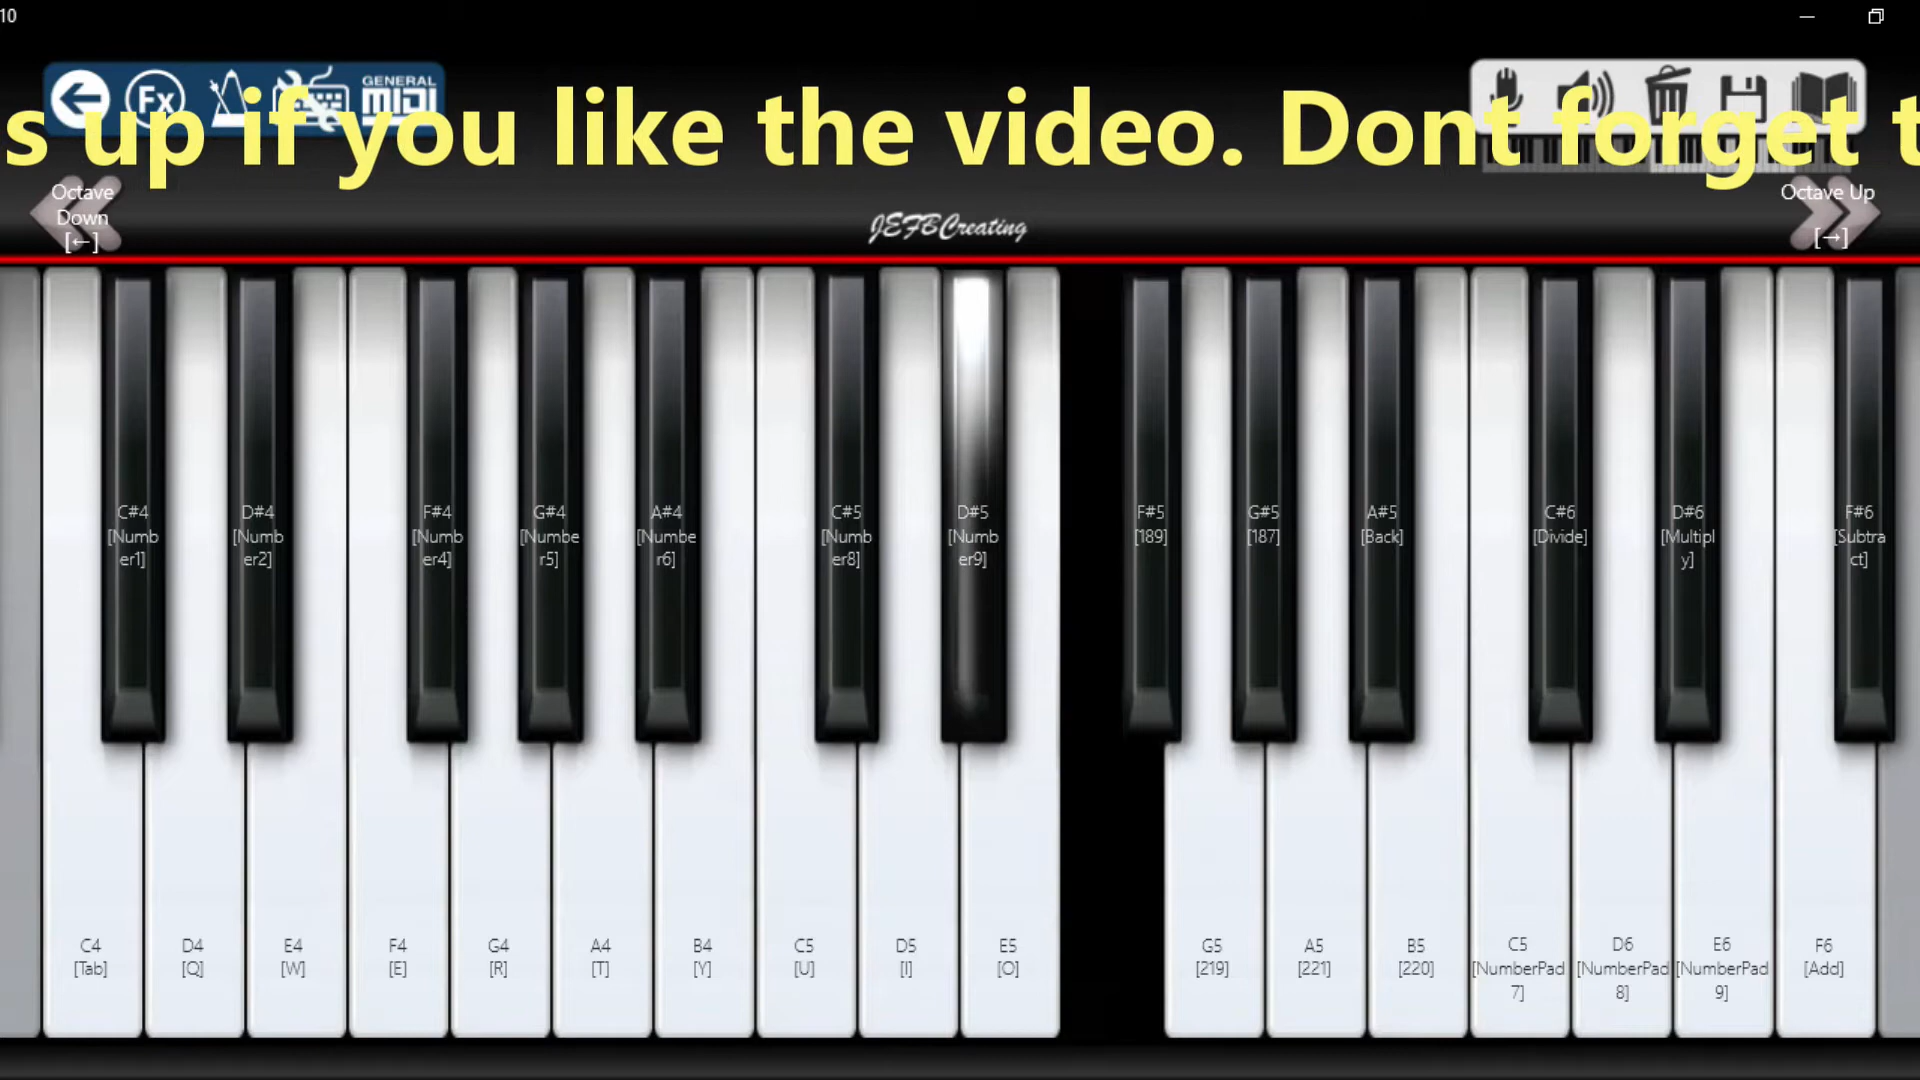 10
Fx
GENERAL
MIDI
s up if you like the video. Dont forget t
Octave
Down
[←]
JEFBCreating
Octave Up
[→]
C#4
[Numb
er1]
D#4
[Numb
er2]
F#4
[Numb
er4]
G#4
[Numbe
r5]
A#4
[Numbe
r6]
C#5
[Numb
er8]
D#5
[Numb
er9]
F#5
[189]
G#5
[187]
A#5
[Back]
C#6
[Divide]
D#6
[Multipl
y]
F#6
[Subtra
ct]
C4
[Tab]
D4
[Q]
E4
[W]
F4
[E]
G4
[R]
A4
[T]
B4
[Y]
C5
[U]
D5
[I]
E5
[O]
G5
[219]
A5
[221]
B5
[220]
C5
[NumberPad
7]
D6
[NumberPad
8]
E6
[NumberPad
9]
F6
[Add]